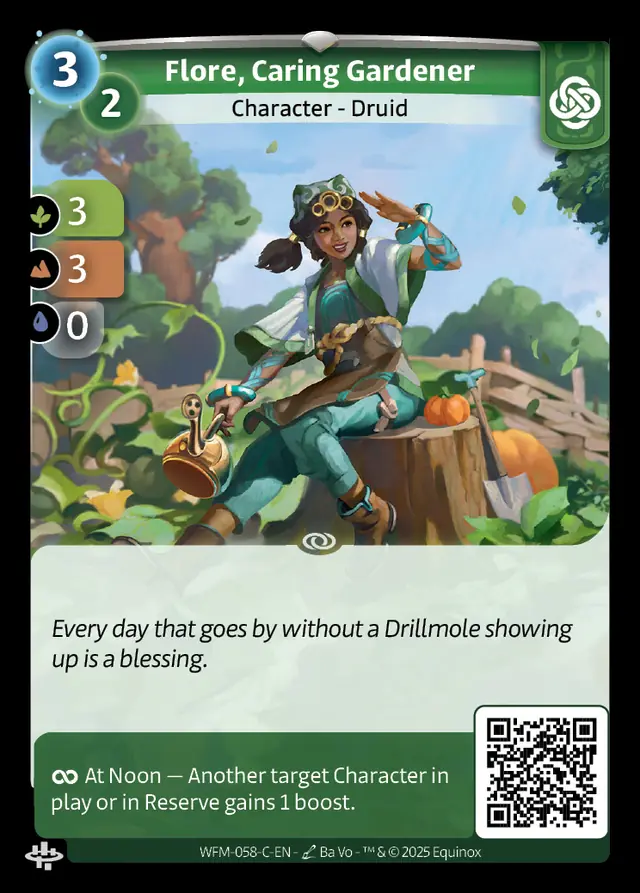 3
Flore, Caring Gardener
2
Character - Druid
3
3
0
Every day that goes by without a Drillmole showing
up is a blessing.
At Noon — Another target Character in
play or in Reserve gains 1 boost.
WFM-058-C-EN - Ba Vo - ™ & © 2025 Equinox